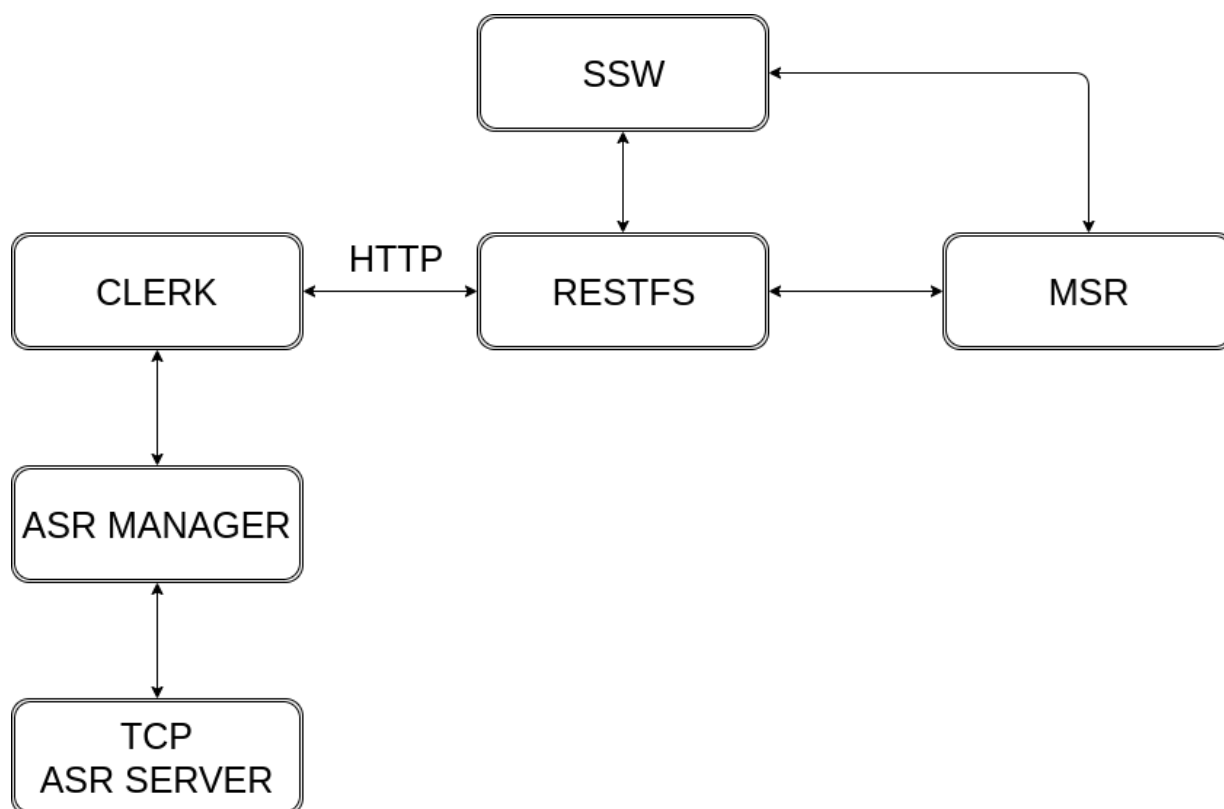 SSW
HTTP
CLERK
RESTFS
MSR
ASR MANAGER
TCP
ASR SERVER